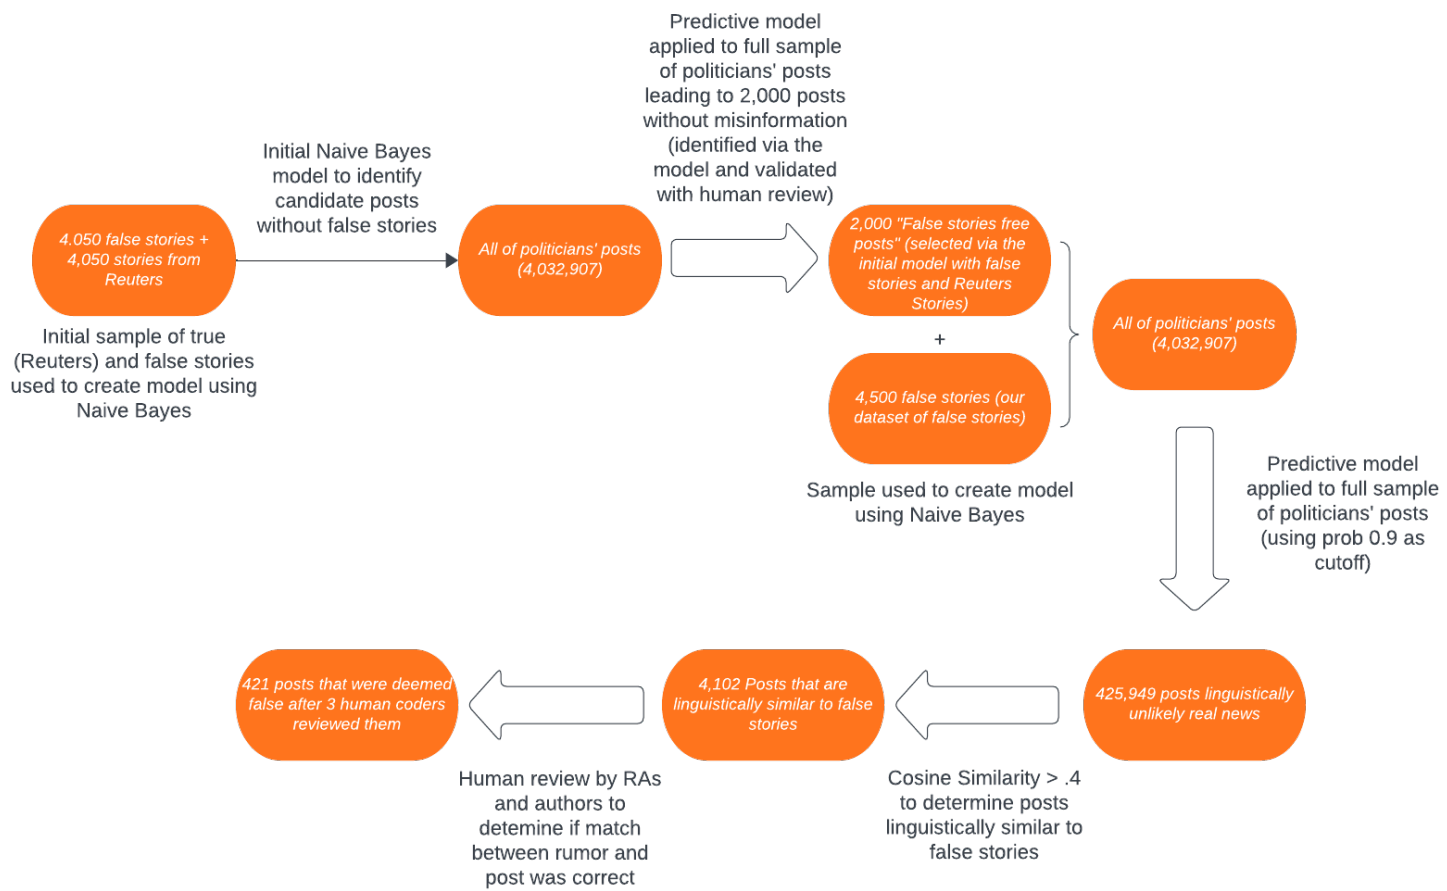 Predictive model
applied to full sample
of politicians' posts
leading to 2,000 posts
without misinformation
(identified via the
model and validated
with human review)
Initial Naive Bayes
model to identify
candidate posts
without false stories
4.050 false stories +
4,050 stories from
Reuters
Initial sample of true
(Reuters) and false stories
used to create model using
Naive Bayes
All of politicians' posts
(4,032,907)
2,000 "False stories free
posts" (selected via the
initial model with false
stories and Reuters
Stories)
+
4,500 false stories (our
dataset of false stories)
Sample used to create model
using Naive Bayes
All of politicians' posts
(4,032,907)
Predictive model
applied to full sample
of politicians' posts
(using prob 0.9 as
cutoff)
425,949 posts linguistically
unlikely real news
Cosine Similarity > .4
to determine posts
linguistically similar to
false stories
4,102 Posts that are
linguistically similar to false
stories
Human review by RAs
and authors to
detemine if match
between rumor and
post was correct
421 posts that were deemed
false after 3 human coders
reviewed them